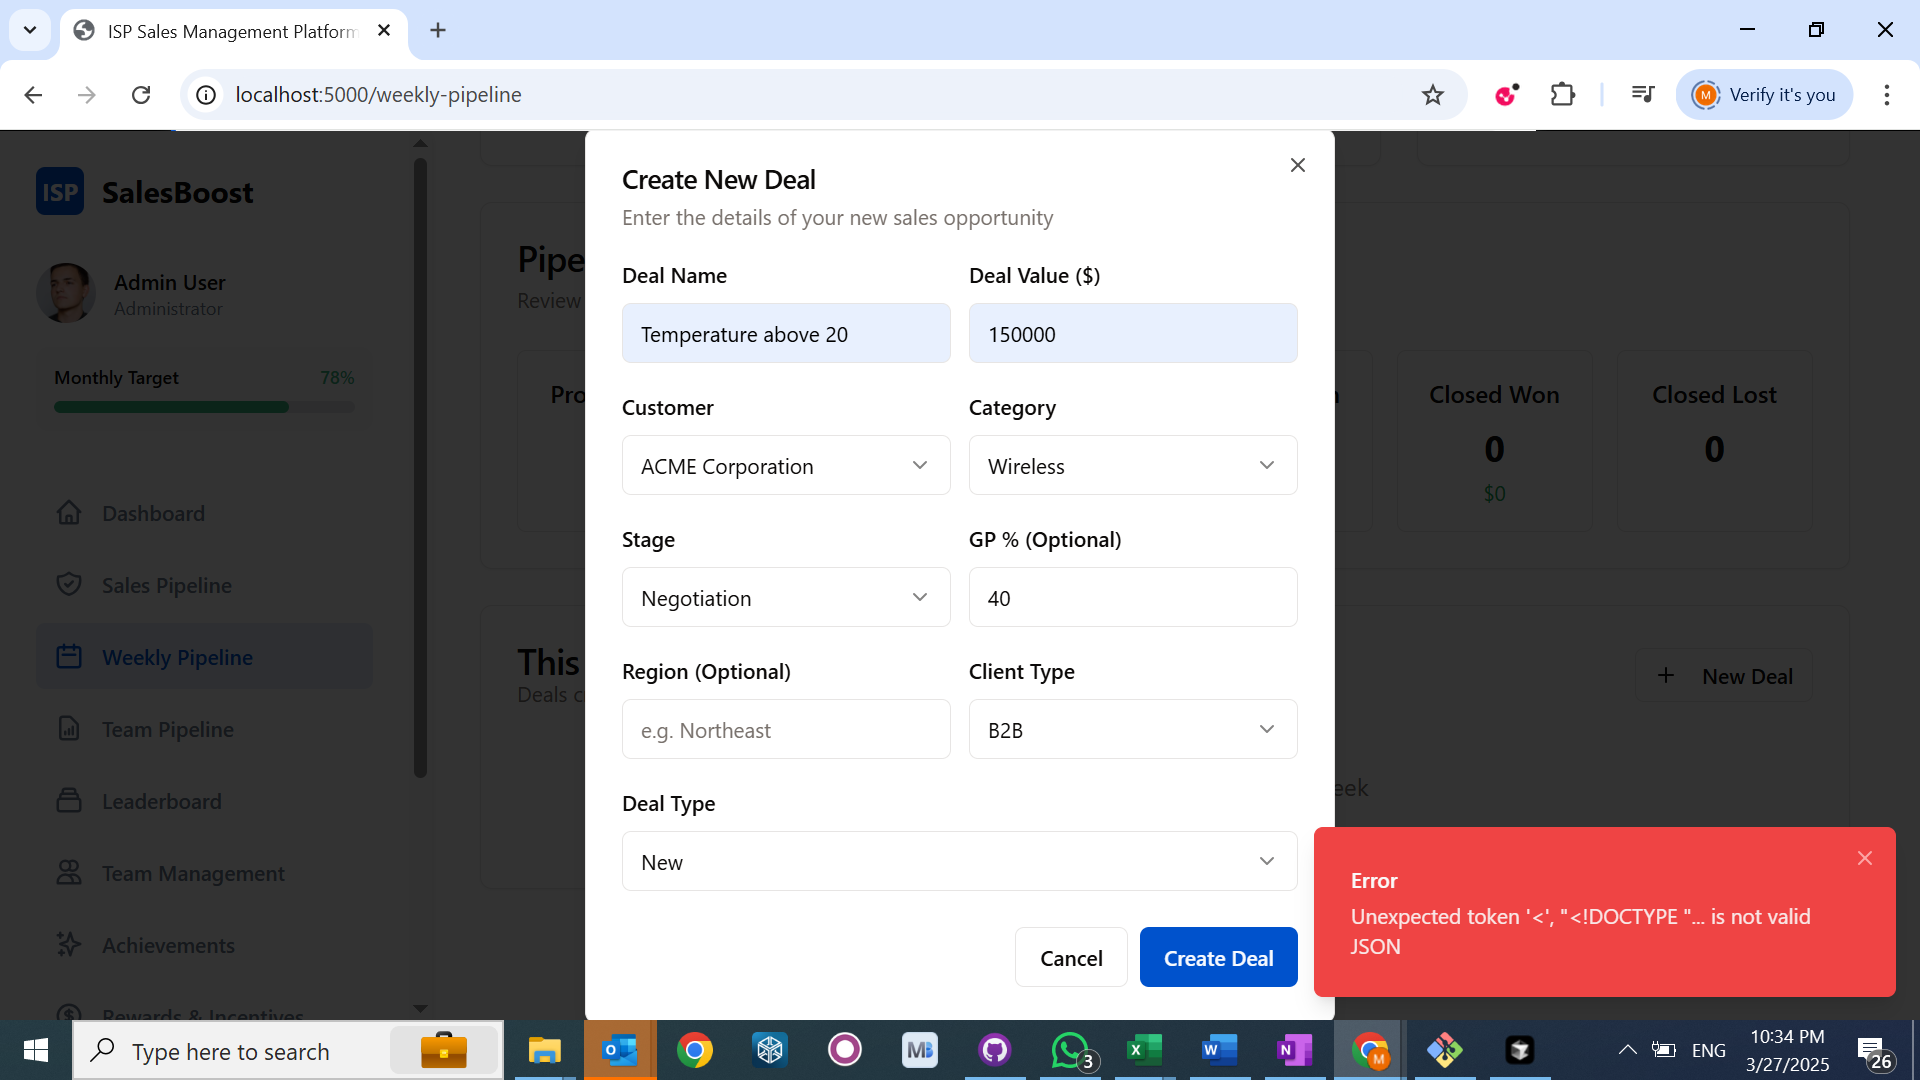 ISP Sales Management Platform
localhost:5000/weekly-pipeline
M
Verify it's you
ISP
SalesBoost
Admin User
Administrator
Monthly Target
78%
Dashboard
Sales Pipeline
Weekly Pipeline
Team Pipeline
Leaderboard
Team Management
Achievements
Rewards & Incentives
Pipe
Review
Pro
Closed Won
0
$0
Closed Lost
0
This
Deals c
New Deal
eek
Create New Deal
Enter the details of your new sales opportunity
Deal Name
Deal Value ($)
Temperature above 20
150000
Customer
Category
ACME Corporation
Wireless
Stage
GP % (Optional)
Negotiation
40
Region (Optional)
Client Type
e.g. Northeast
B2B
Deal Type
New
Cancel
Create Deal
Error
Unexpected token '<', "<!DOCTYPE "... is not valid
JSON
Type here to search
MB
3
M
ENG
10:34 PM
3/27/2025
26